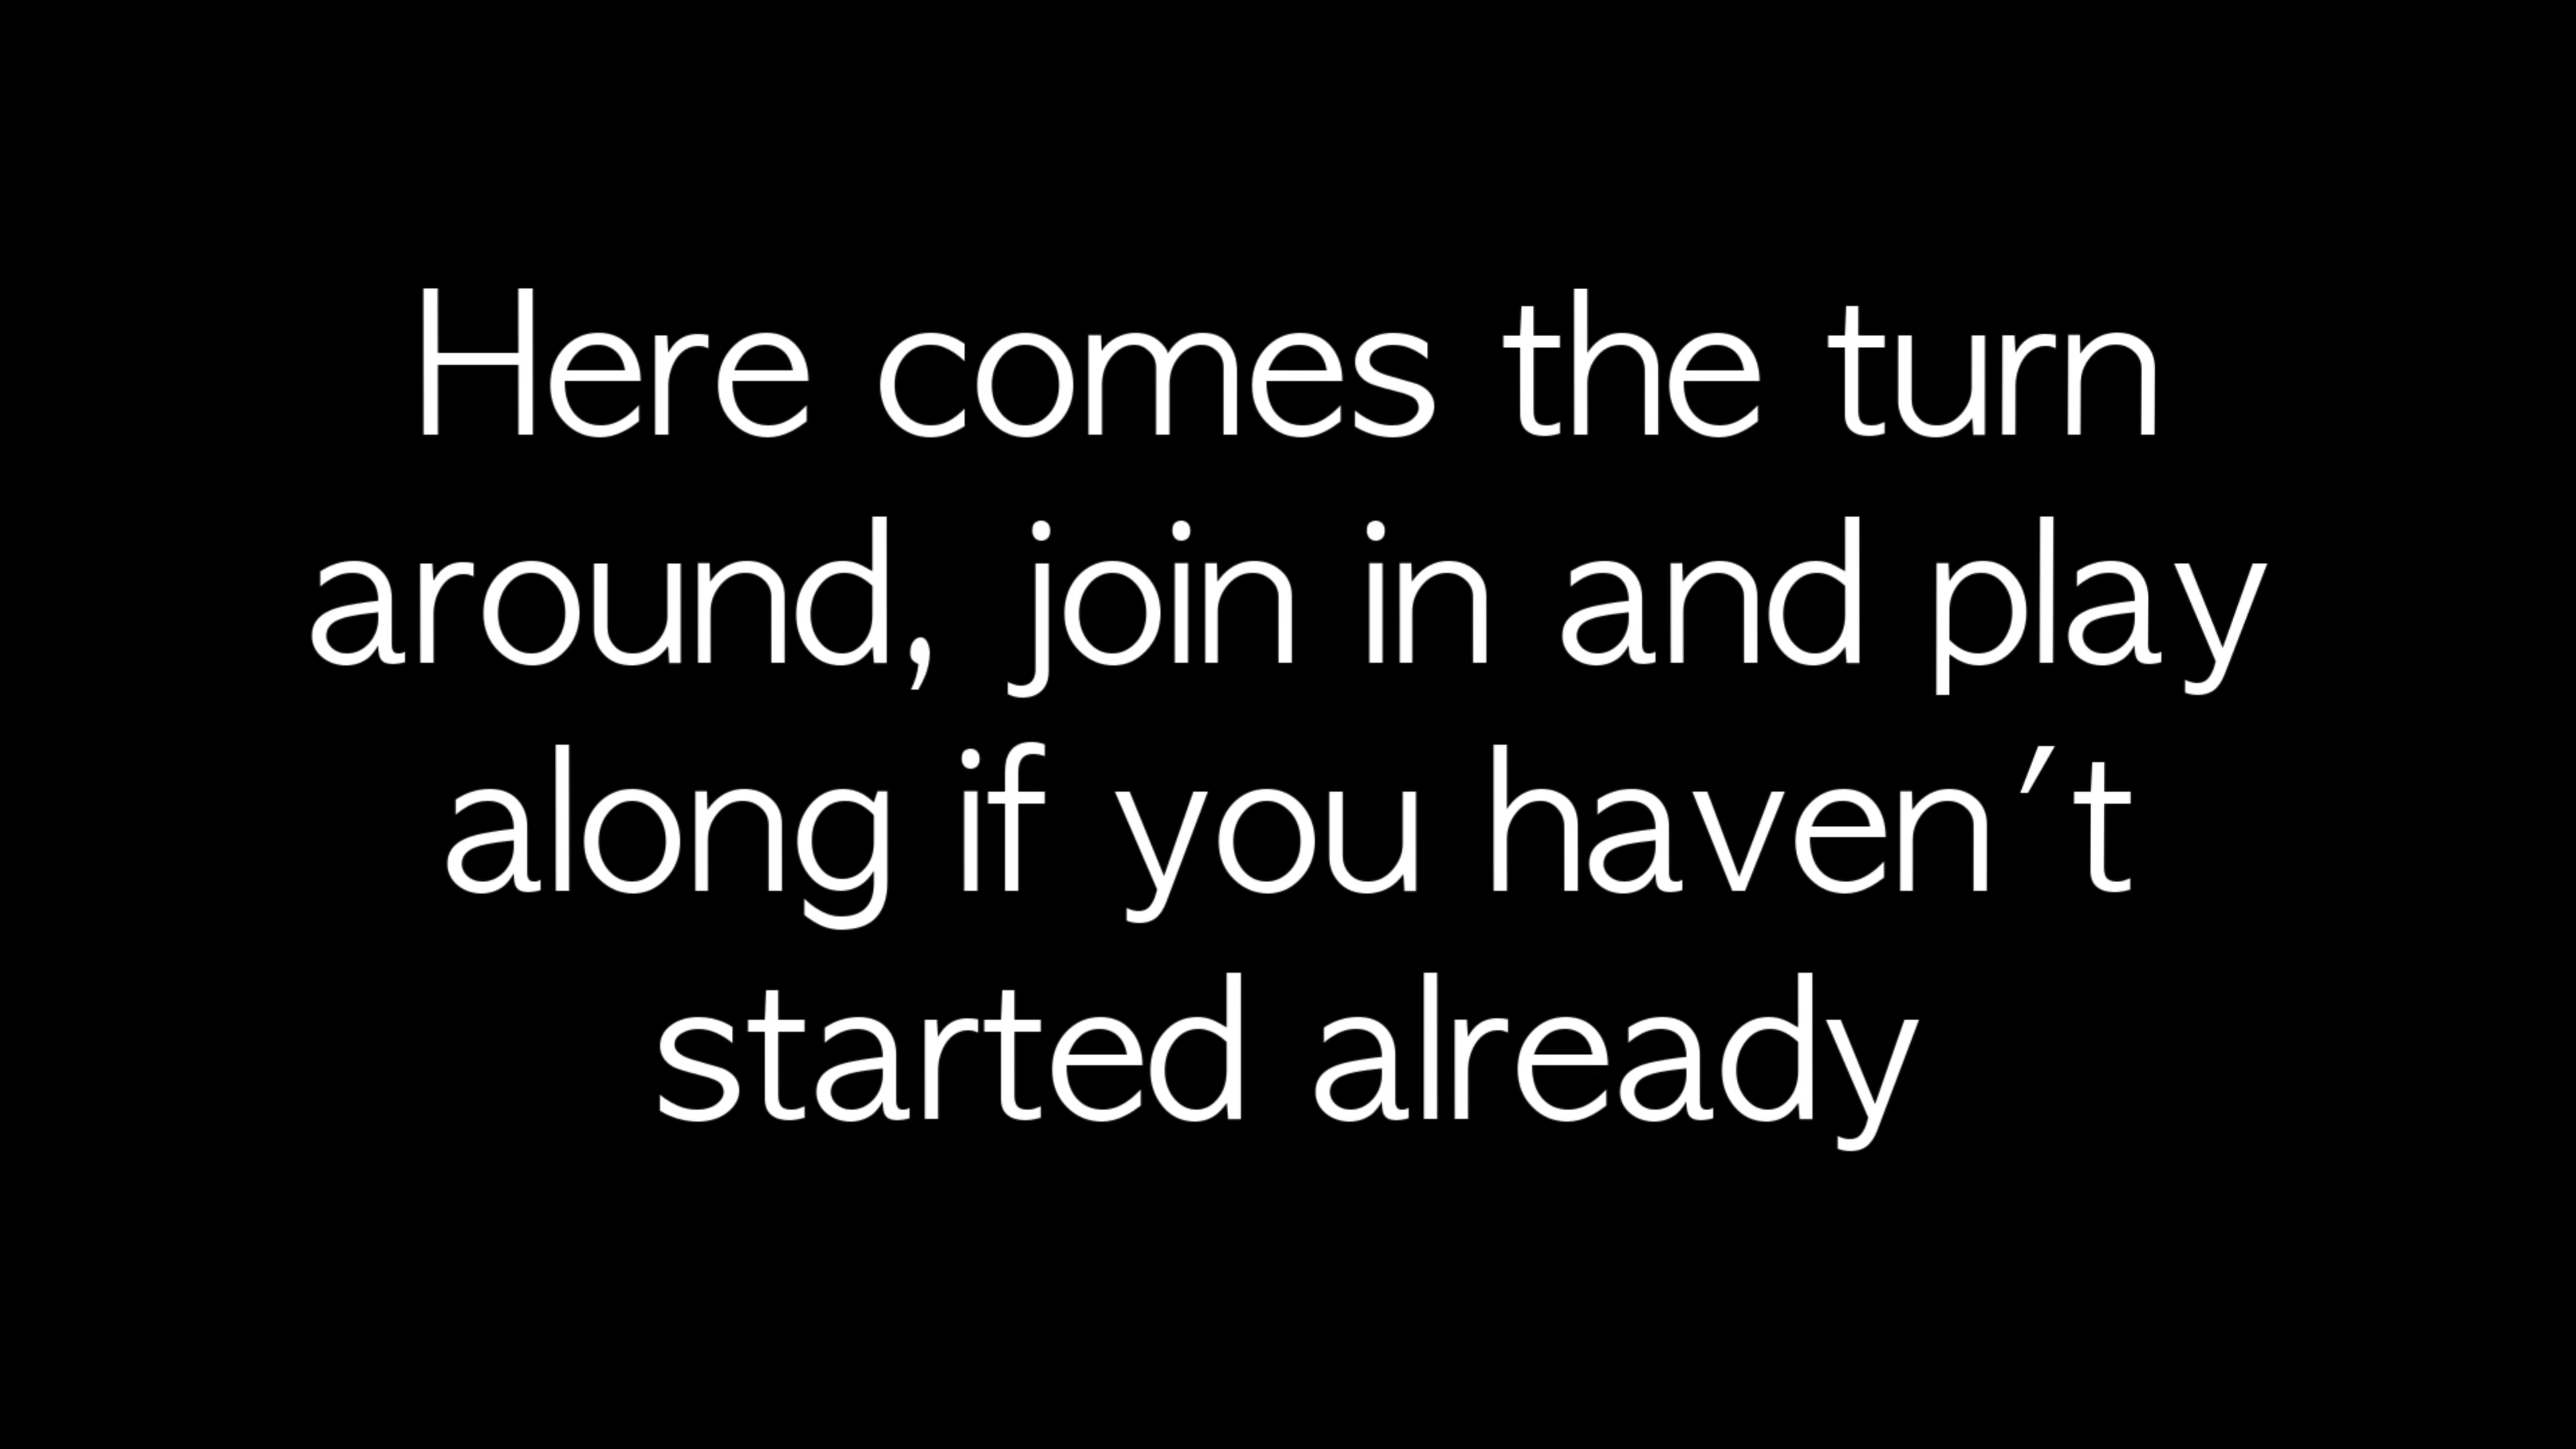 Here comes the turn
around, join in and play
along if you haven't
started already